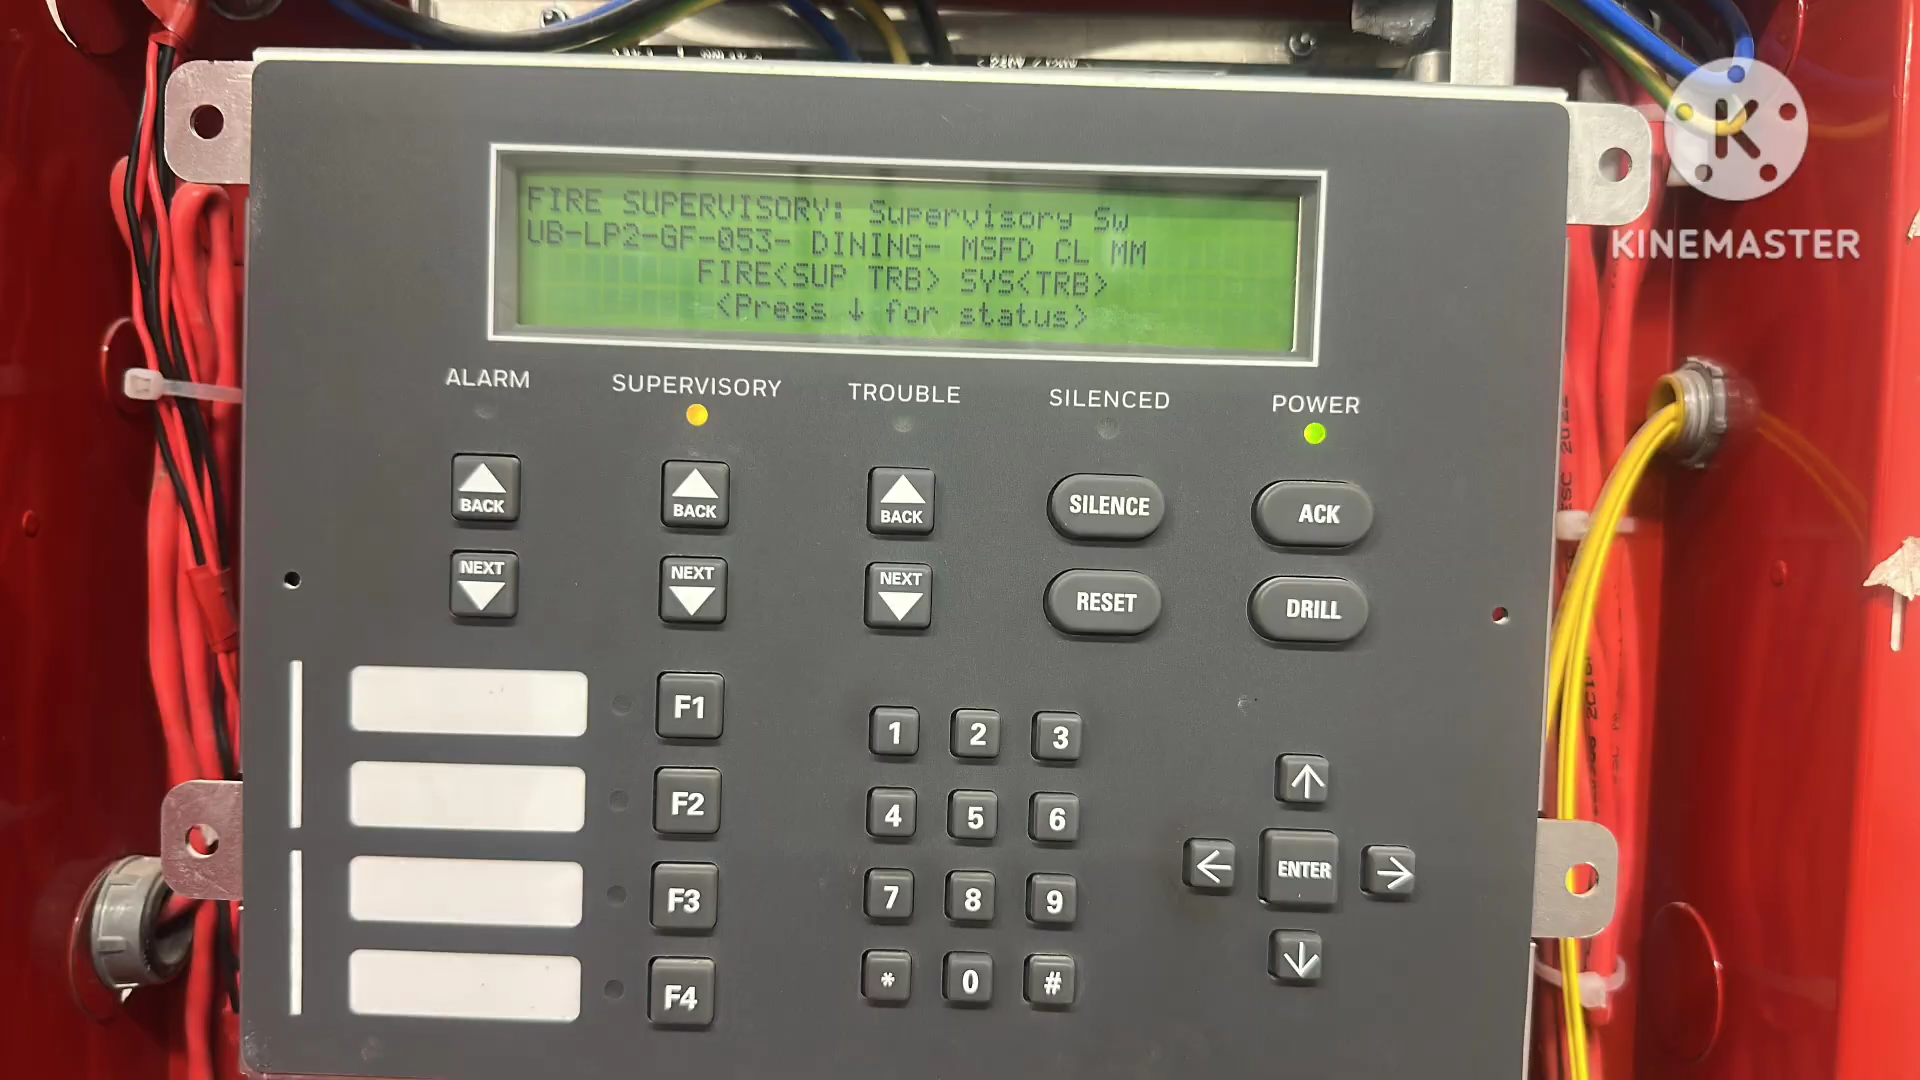 FIRE SUPERVISORY: Supervisory Sw
UB-LP2-GF-053- DINING- MSFD CL MM
FIRE<SUP TRB> SYS<TRB>
<Press ↓ for status>
KINEMASTER
ALARM
SUPERVISORY
TROUBLE
SILENCED
POWER
BACK
BACK
BACK
SILENCE
ACK
NEXT
NEXT
NEXT
RESET
DRILL
F1
1 2 3
F2
4 5 6
ENTER
F3
7 8 9
F4
* 0 #